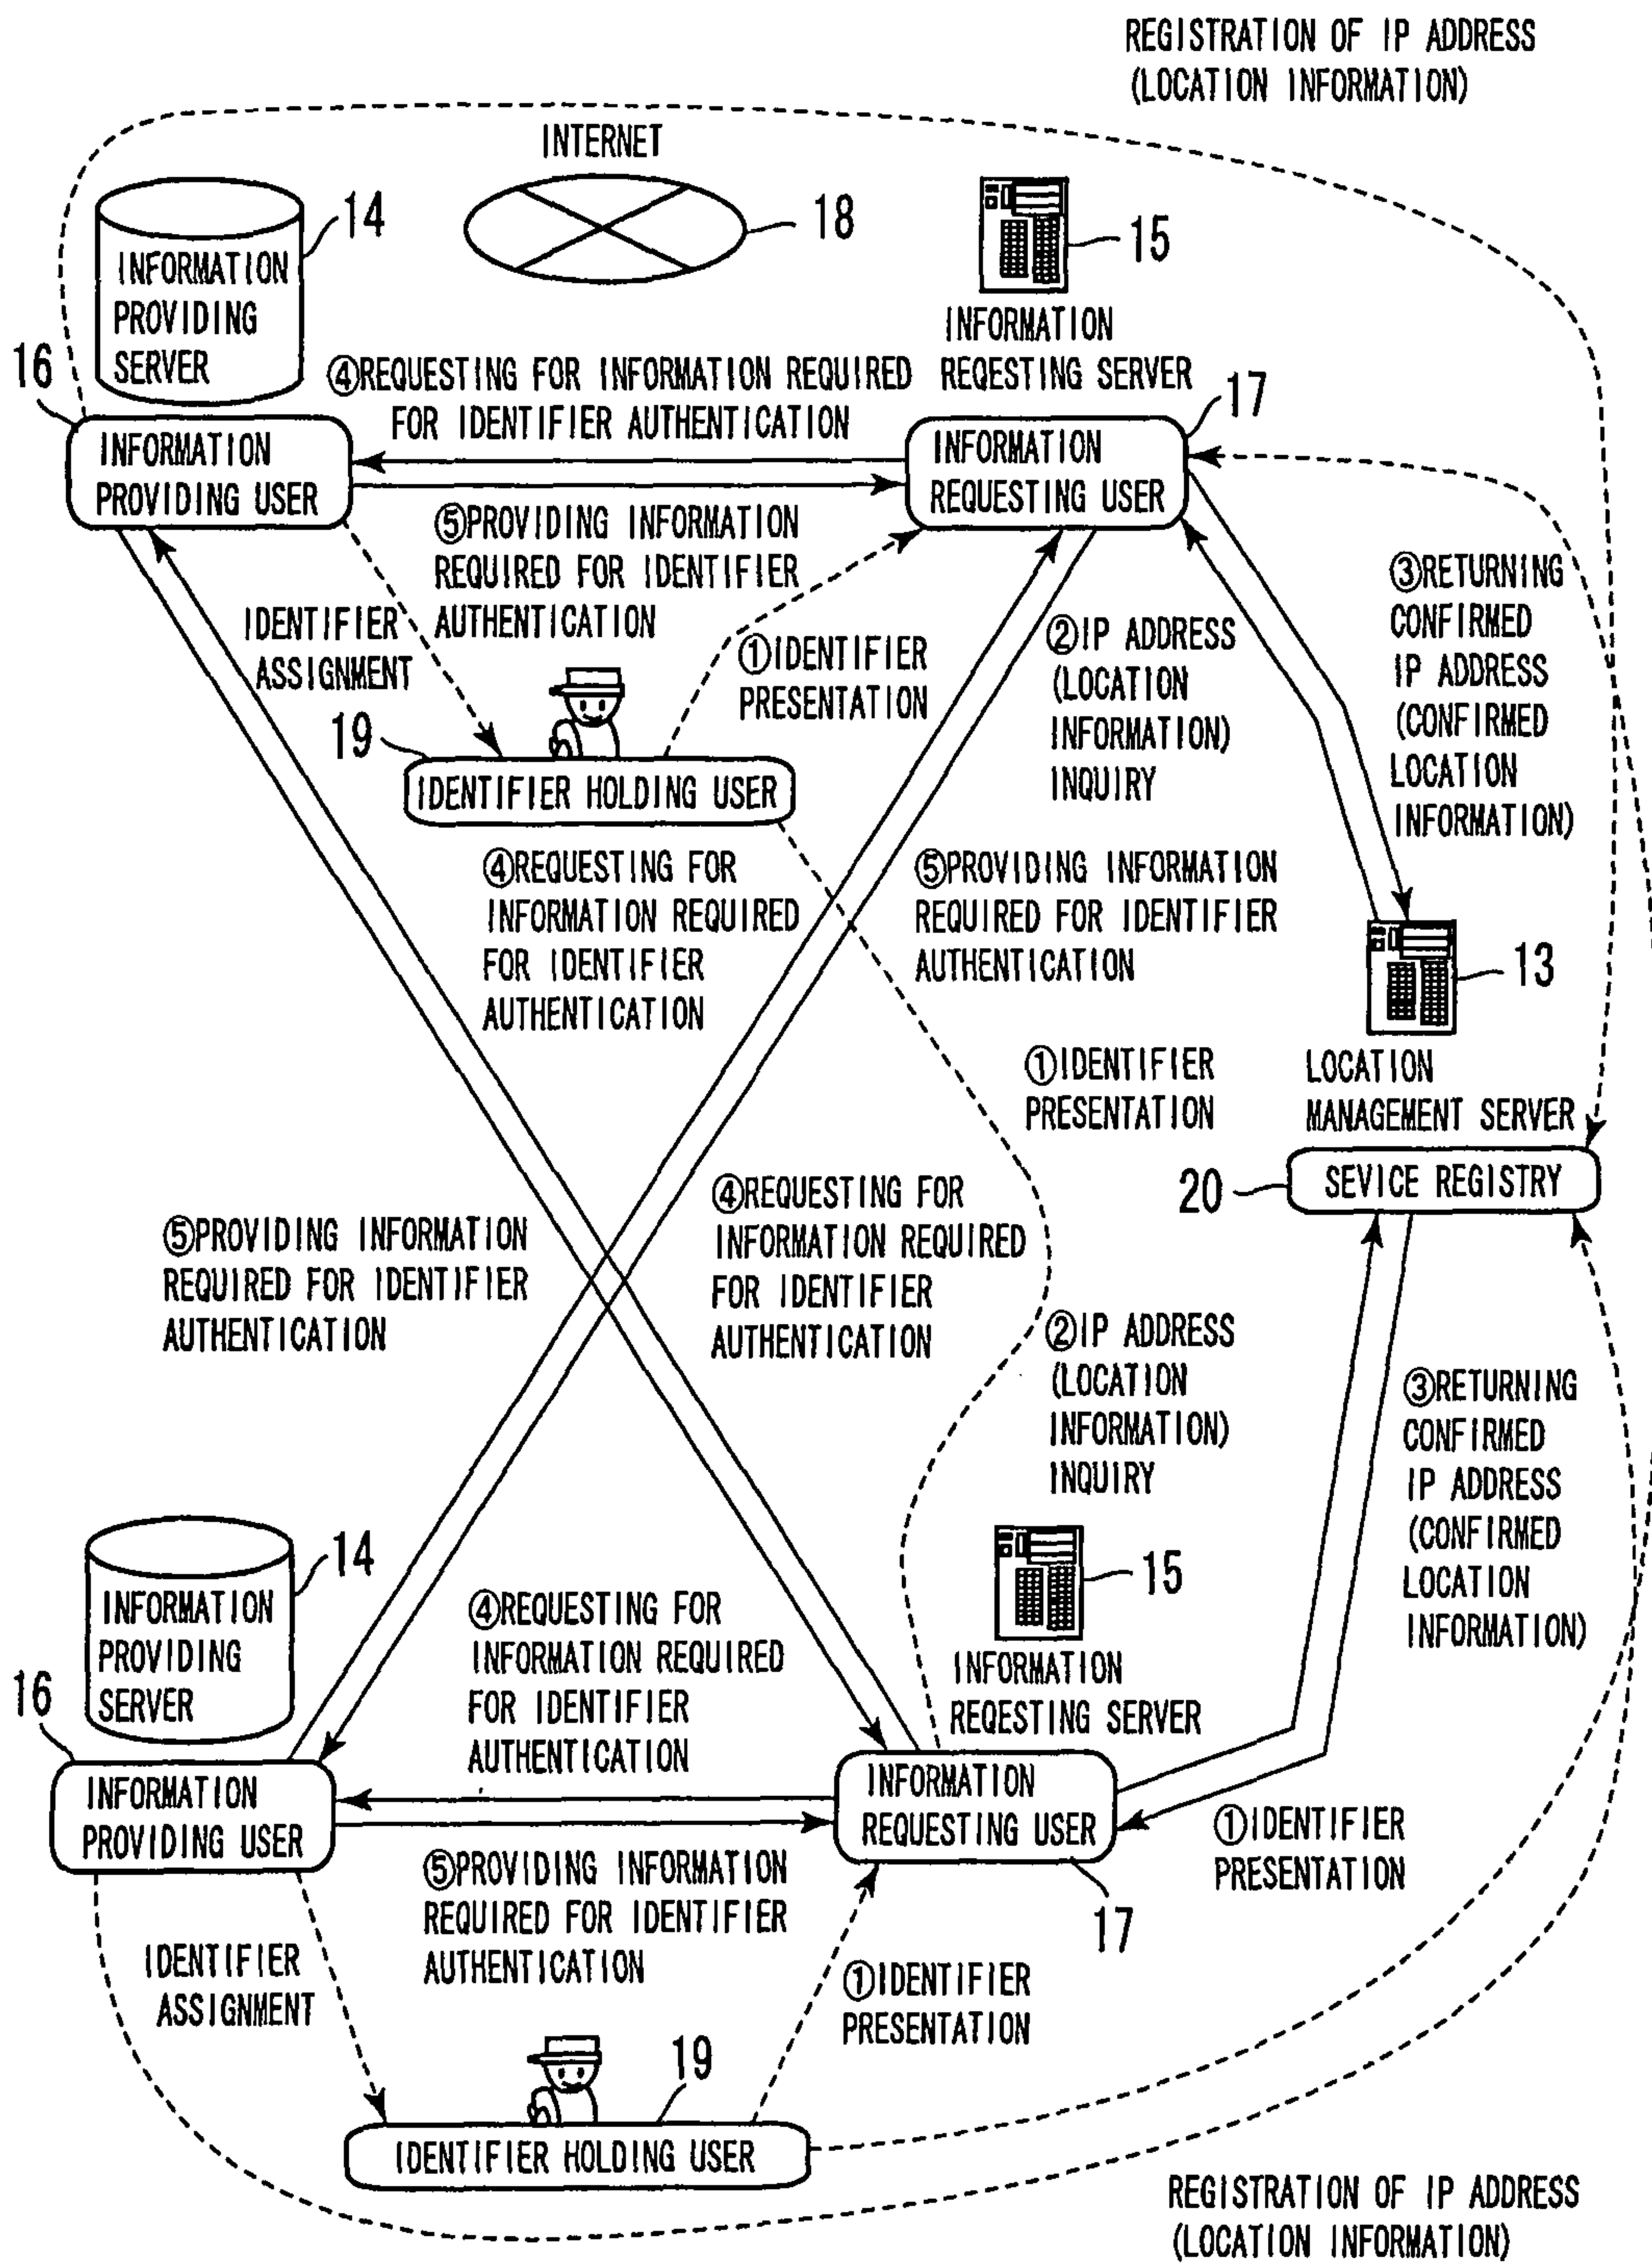 REGISTRATION OF IP ADDRESS
(LOCATION INFORMATION)
INTERNET
14
18
15
INFORMATION
PROVIDING
SERVER
INFORMATION
REQESTING SERVER
16
④REQUESTING FOR INFORMATION REQUIRED
FOR IDENTIFIER AUTHENTICATION
17
INFORMATION
PROVIDING USER
INFORMATION
REQUESTING USER
⑤PROVIDING INFORMATION
REQUIRED FOR IDENTIFIER
AUTHENTICATION
③RETURNING
CONFIRMED
IP ADDRESS
(CONFIRMED
LOCATION
INFORMATION)
IDENTIFIER
ASSIGNMENT
①IDENTIFIER
PRESENTATION
②IP ADDRESS
(LOCATION
INFORMATION)
INQUIRY
19
IDENTIFIER HOLDING USER
④REQUESTING FOR
INFORMATION REQUIRED
FOR IDENTIFIER
AUTHENTICATION
⑤PROVIDING INFORMATION
REQUIRED FOR IDENTIFIER
AUTHENTICATION
13
①IDENTIFIER
PRESENTATION
LOCATION
MANAGEMENT SERVER
20
SEVICE REGISTRY
⑤PROVIDING INFORMATION
REQUIRED FOR IDENTIFIER
AUTHENTICATION
④REQUESTING FOR
INFORMATION REQUIRED
FOR IDENTIFIER
AUTHENTICATION
②IP ADDRESS
(LOCATION
INFORMATION)
INQUIRY
③RETURNING
CONFIRMED
IP ADDRESS
(CONFIRMED
LOCATION
INFORMATION)
14
15
INFORMATION
PROVIDING
SERVER
④REQUESTING FOR
INFORMATION REQUIRED
FOR IDENTIFIER
AUTHENTICATION
INFORMATION
REQESTING SERVER
16
INFORMATION
PROVIDING USER
INFORMATION
REQUESTING USER
①IDENTIFIER
PRESENTATION
⑤PROVIDING INFORMATION
REQUIRED FOR IDENTIFIER
AUTHENTICATION
17
IDENTIFIER
ASSIGNMENT
①IDENTIFIER
PRESENTATION
19
IDENTIFIER HOLDING USER
REGISTRATION OF IP ADDRESS
(LOCATION INFORMATION)